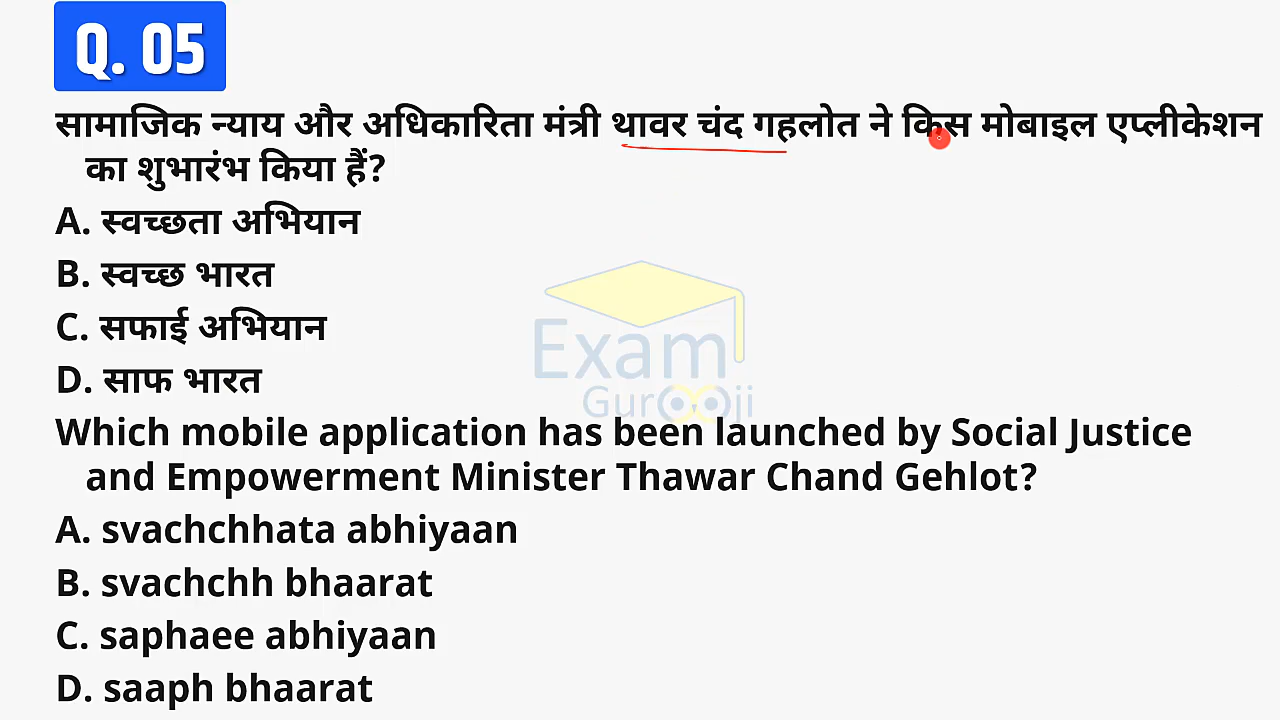 Q. 05
सामाजिक न्याय और अधिकारिता मंत्री थावर चंद गहलोत ने किस मोबाइल एप्लीकेशन
का शुभारंभ किया हैं?
A. स्वच्छता अभियान
B. स्वच्छ भारत
C. सफाई अभियान
D. साफ भारत
Exam
Gurooji
Which mobile application has been launched by Social Justice
and Empowerment Minister Thawar Chand Gehlot?
A. svachchhata abhiyaan
B. svachchh bhaarat
C. saphaee abhiyaan
D. saaph bhaarat